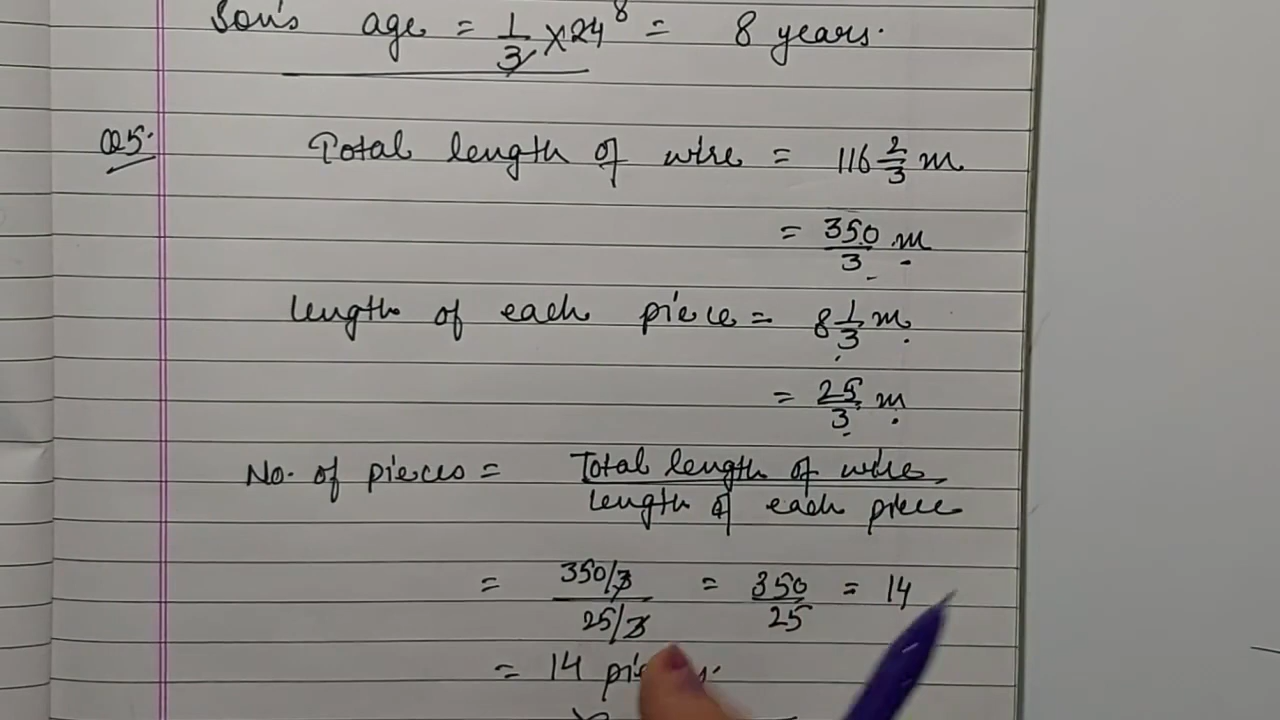 Son's age = 1/3 × 24 8 = 8 years.
Q5. Total length of wire = 116 2/3 m
= 350/3 m
length of each piece = 8 1/3 m.
= 25/3 m.
No. of pieces = Total length of wire / length of each piece
= 350/3 / 25/3 = 350/25 = 14
= 14